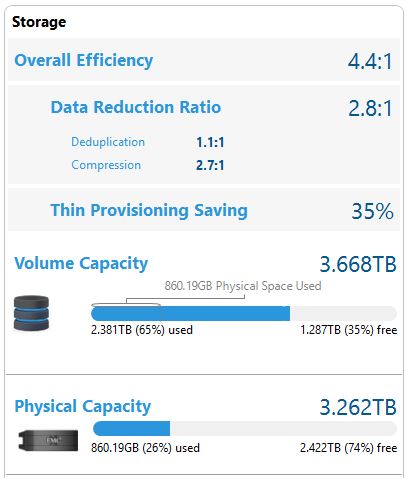 Storage
Overall Efficiency 4.4:1
Data Reduction Ratio 2.8:1
Deduplication 1.1:1
Compression 2.7:1
Thin Provisioning Saving 35%
Volume Capacity 3.668TB
860.19GB Physical Space Used
2.381TB (65%) used 1.287TB (35%) free
Physical Capacity 3.262TB
EMC
860.19GB (26%) used 2.422TB (74%) free